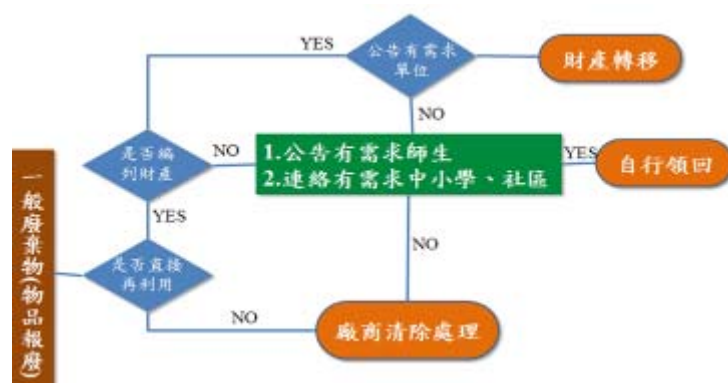 YES
公告有需求
單位
財產轉移
NO
是否編
列財產
NO
1.公告有需求師生
2.連絡有需求中小學、社區
YES
自行領回
一般廢棄物(物品報廢)
YES
NO
是否直接
再利用
NO
廠商清除處理